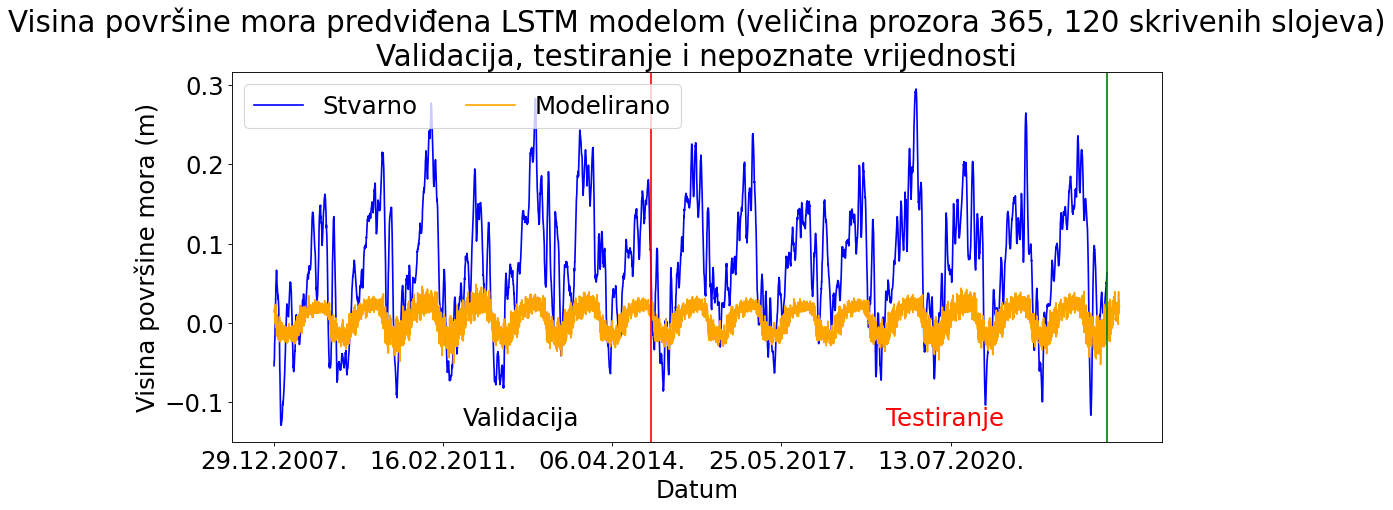 Visina površine mora predviđena LSTM modelom (veličina prozora 365, 120 skrivenih slojeva)
Validacija, testiranje i nepoznate vrijednosti
Stvarno
Modelirano
Visina površine mora (m)
0.3
0.2
0.1
0.0
−0.1
Validacija
Testiranje
29.12.2007.
16.02.2011.
06.04.2014.
25.05.2017.
13.07.2020.
Datum